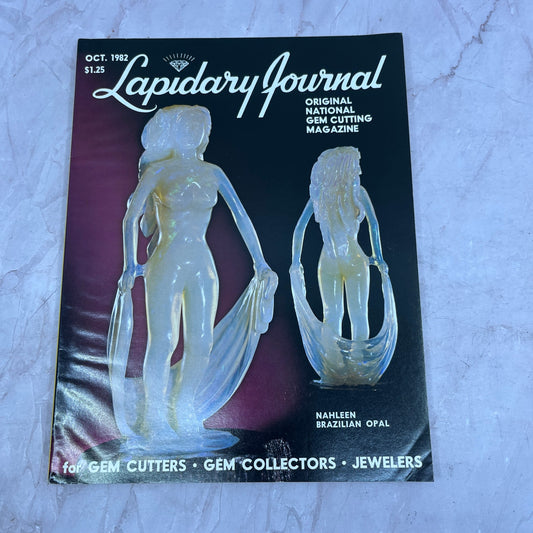 OCT. 1982
$1.25
Lapidary Journal
ORIGINAL
NATIONAL
GEM CUTTING
MAGAZINE
NAHLEEN
BRAZILIAN OPAL
for GEM CUTTERS • GEM COLLECTORS • JEWELERS